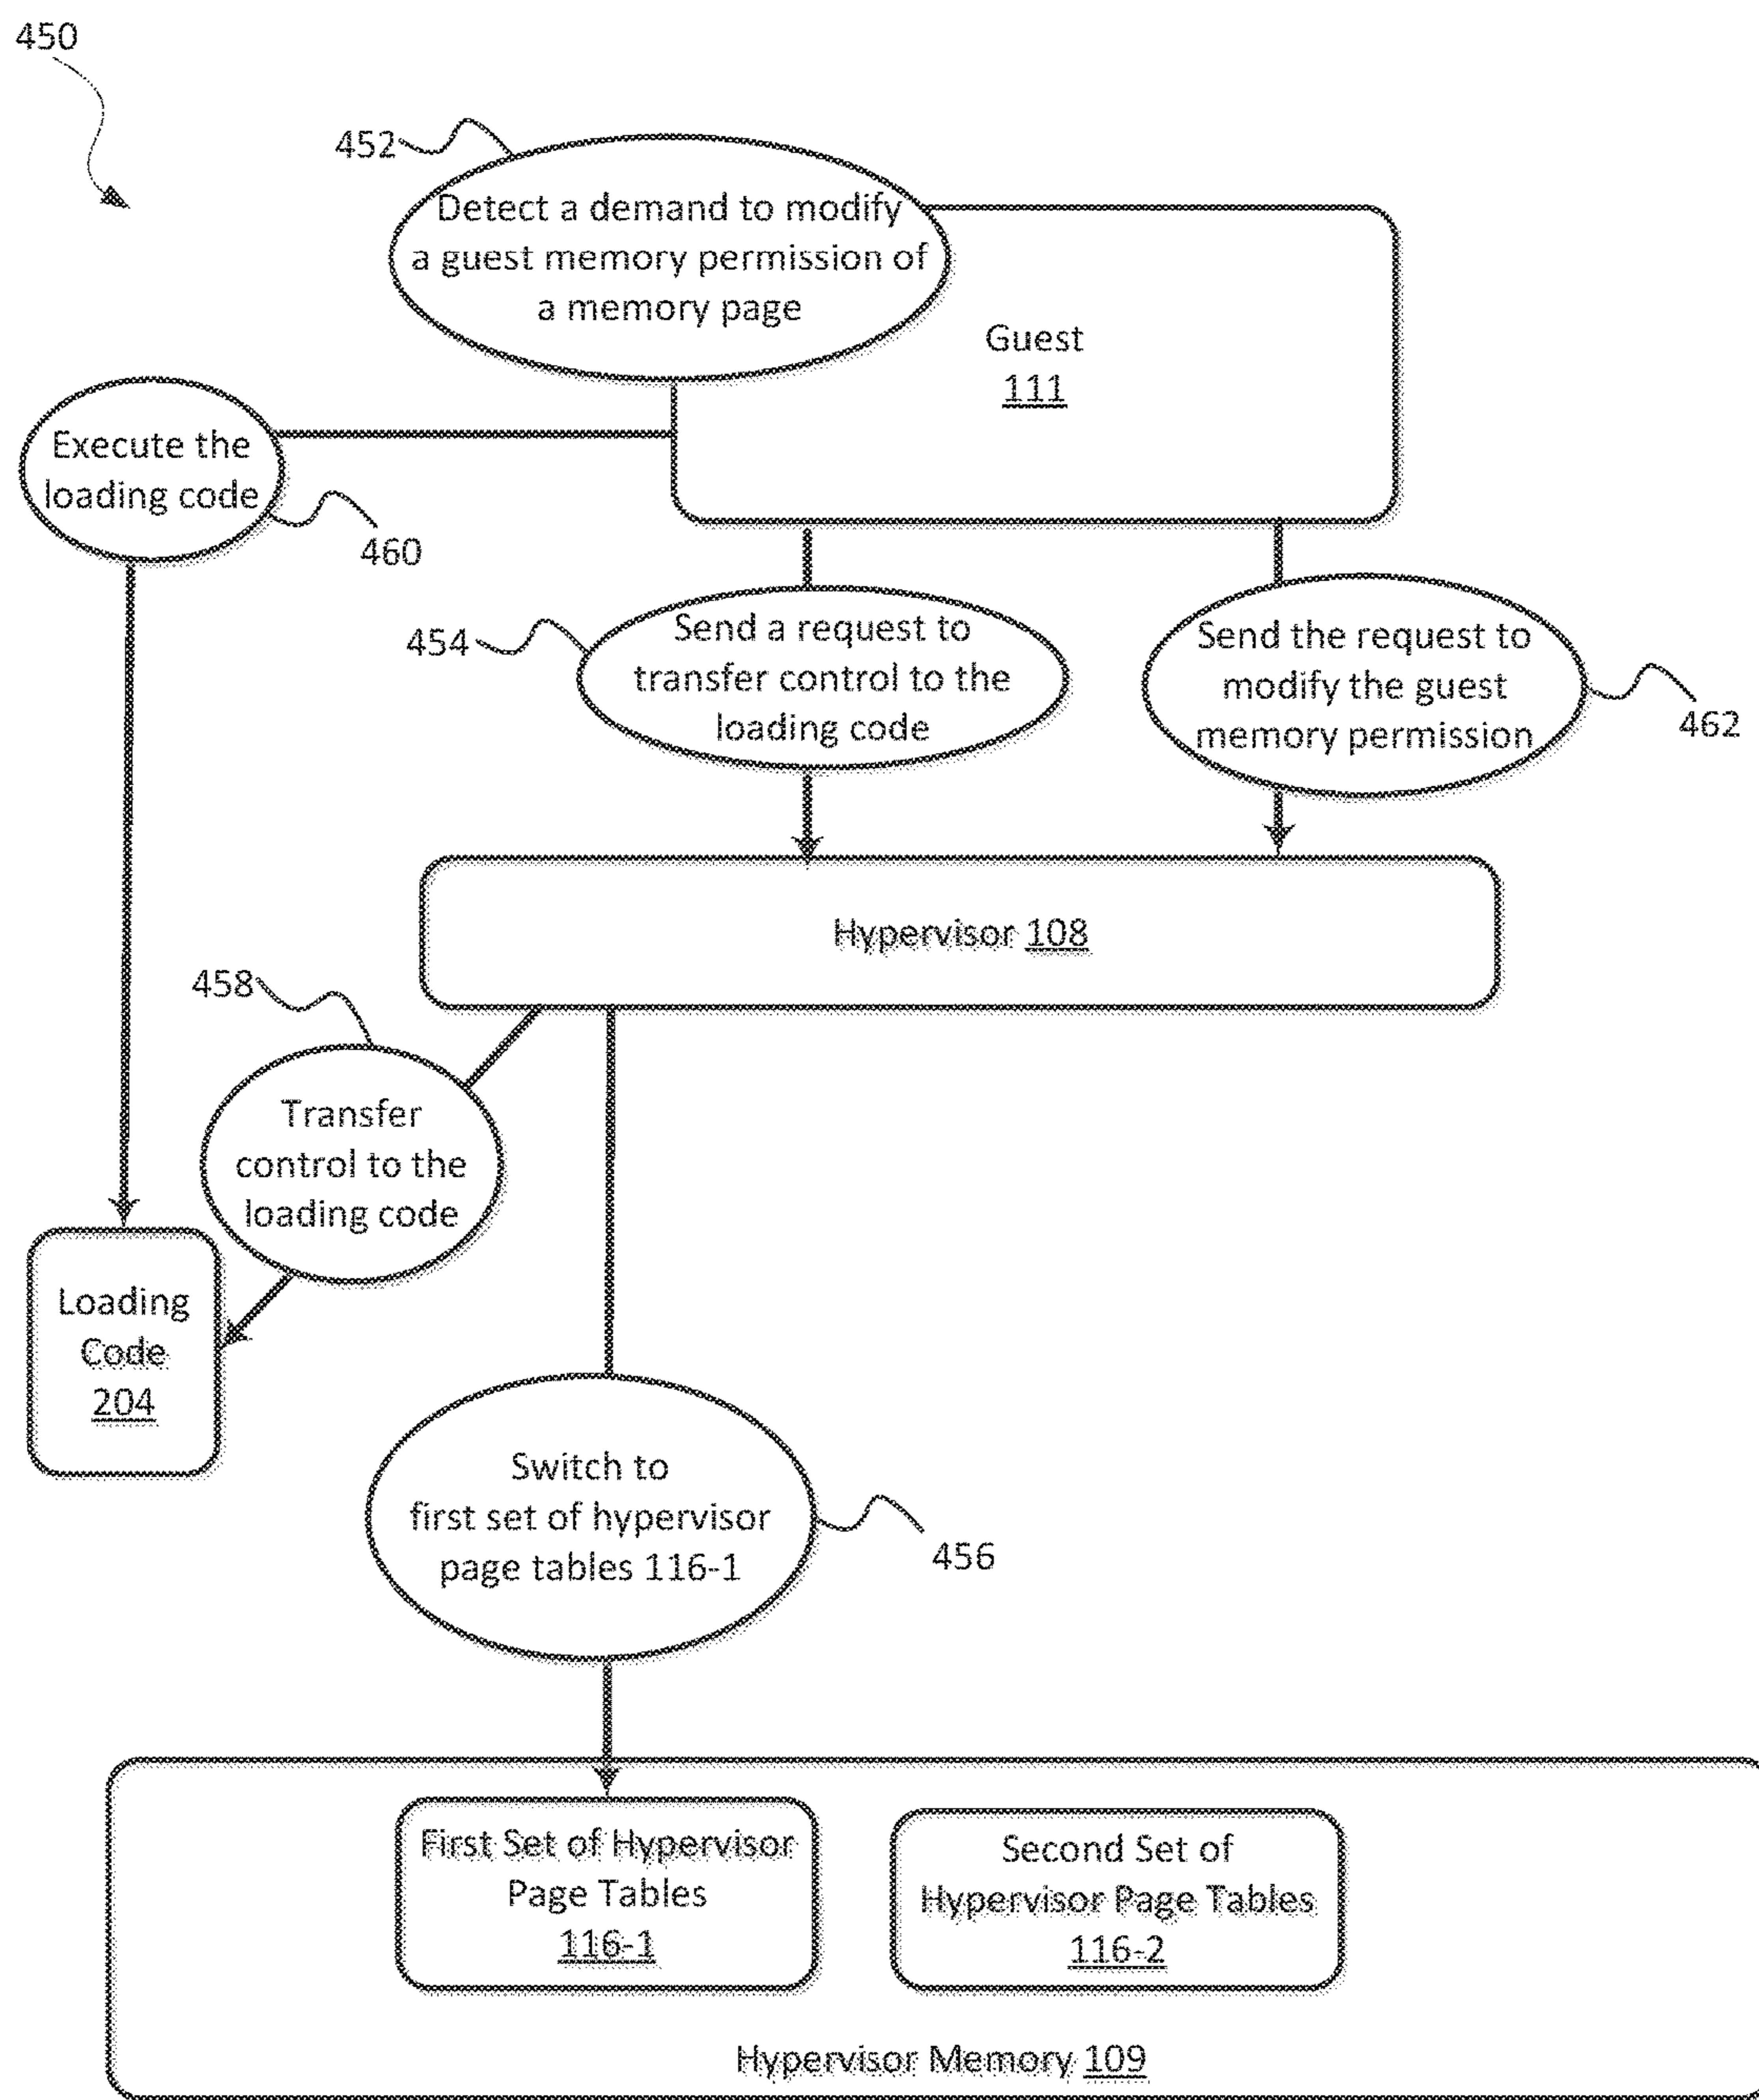 450
452
Detect a demand to modify
a guest memory permission of
a memory page
Guest
111
Execute the
loading code
460
454
Send a request to
transfer control to the
loading code
Send the request to
modify the guest
memory permission
462
Hypervisor 108
458
Transfer
control to the
loading code
Loading
Code
204
Switch to
first set of hypervisor
page tables 116-1
456
First Set of Hypervisor
Page Tables
116-1
Second Set of
Hypervisor Page Tables
116-2
Hypervisor Memory 109